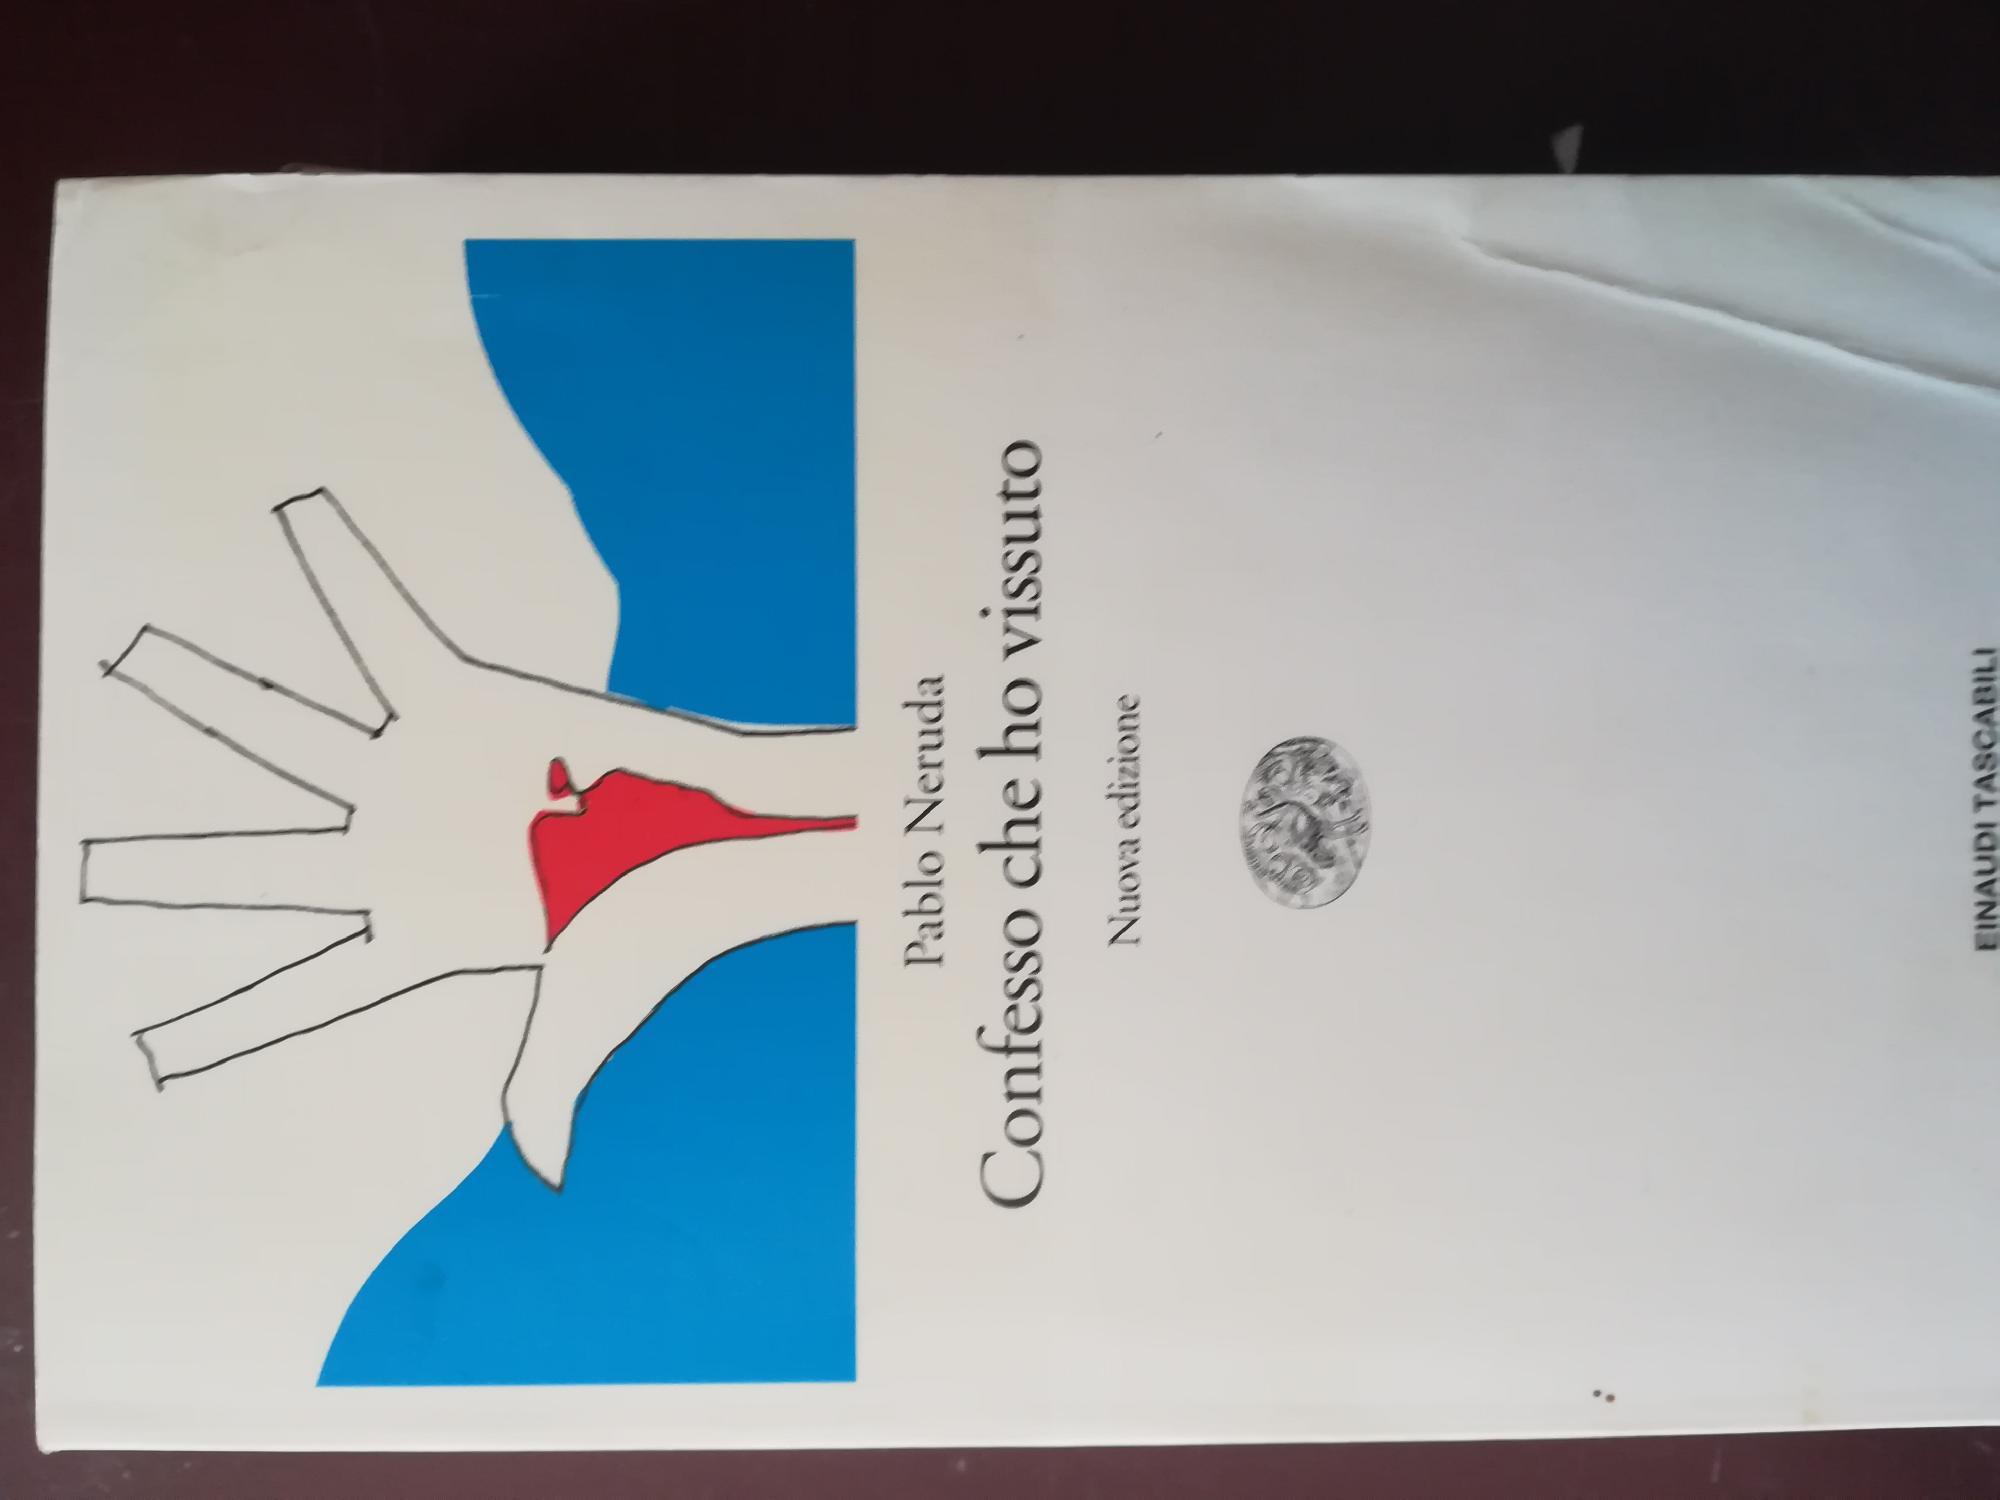 Pablo Neruda
Confesso che ho vissuto
Nuova edizione
EINAUDI TASCABILI